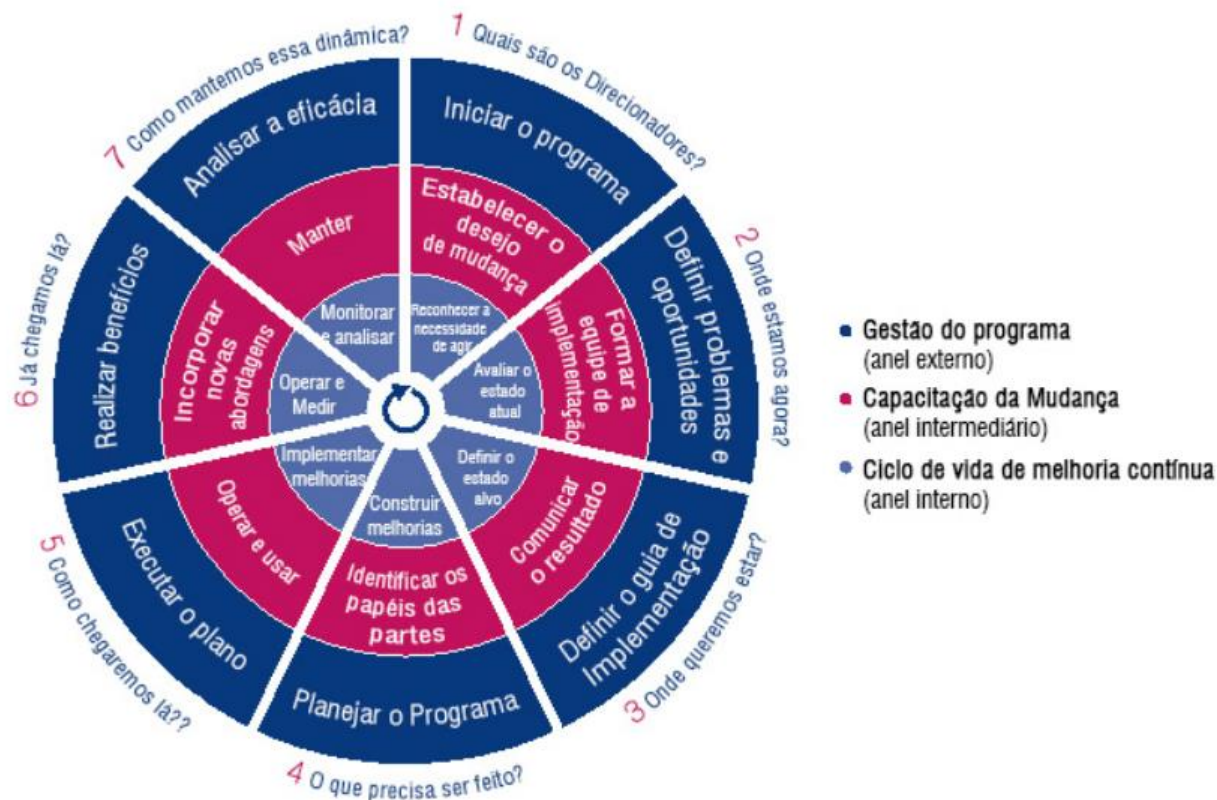 1 Quais são os Direcionadores?
Iniciar o programa
Estabelecer o
desejo
de mudança
Reconhecer a
necessidade
de agir
2 Onde estamos agora?
Definir problemas e
oportunidades
Formar a
equipe de
implementação
Avaliar o
estado
atual
3 Onde queremos estar?
Definir o guia de
Implementação
Comunicar
o resultado
Definir o
estado
alvo
4 O que precisa ser feito?
Planejar o Programa
Identificar os
papéis das
partes
Construir
melhorias
5 Como chegaremos lá??
Executar o plano
Operar e usar
Implementar
melhorias
6 Já chegamos lá?
Realizar benefícios
Incorporar
novas
abordagens
Operar e
Medir
7 Como mantemos essa dinâmica?
Analisar a eficácia
Manter
Monitorar
e analisar
Gestão do programa
(anel externo)
Capacitação da Mudança
(anel intermediário)
Ciclo de vida de melhoria contínua
(anel interno)